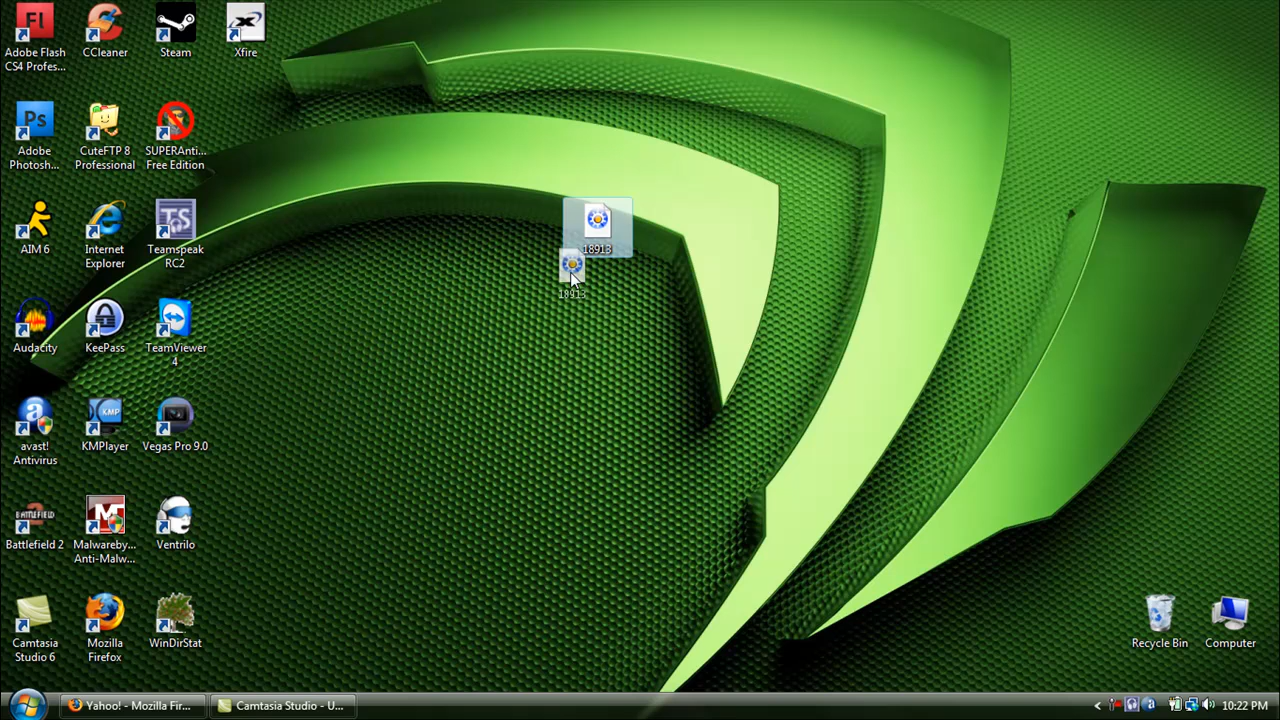 Adobe Flash
CS4 Profes...
CCleaner
Steam
Xfire
Adobe
Photosh...
CuteFTP 8
Professional
SUPERAnti...
Free Edition
AIM 6
Internet
Explorer
Teamspeak
RC2
18913
18913
Audacity
KeePass
TeamViewer
4
avast!
Antivirus
KMPlayer
Vegas Pro 9.0
Battlefield 2
Malwareby...
Anti-Malw...
Ventrilo
Camtasia
Studio 6
Mozilla
Firefox
WinDirStat
Recycle Bin
Computer
Yahoo! - Mozilla Fir...
Camtasia Studio - U...
10:22 PM